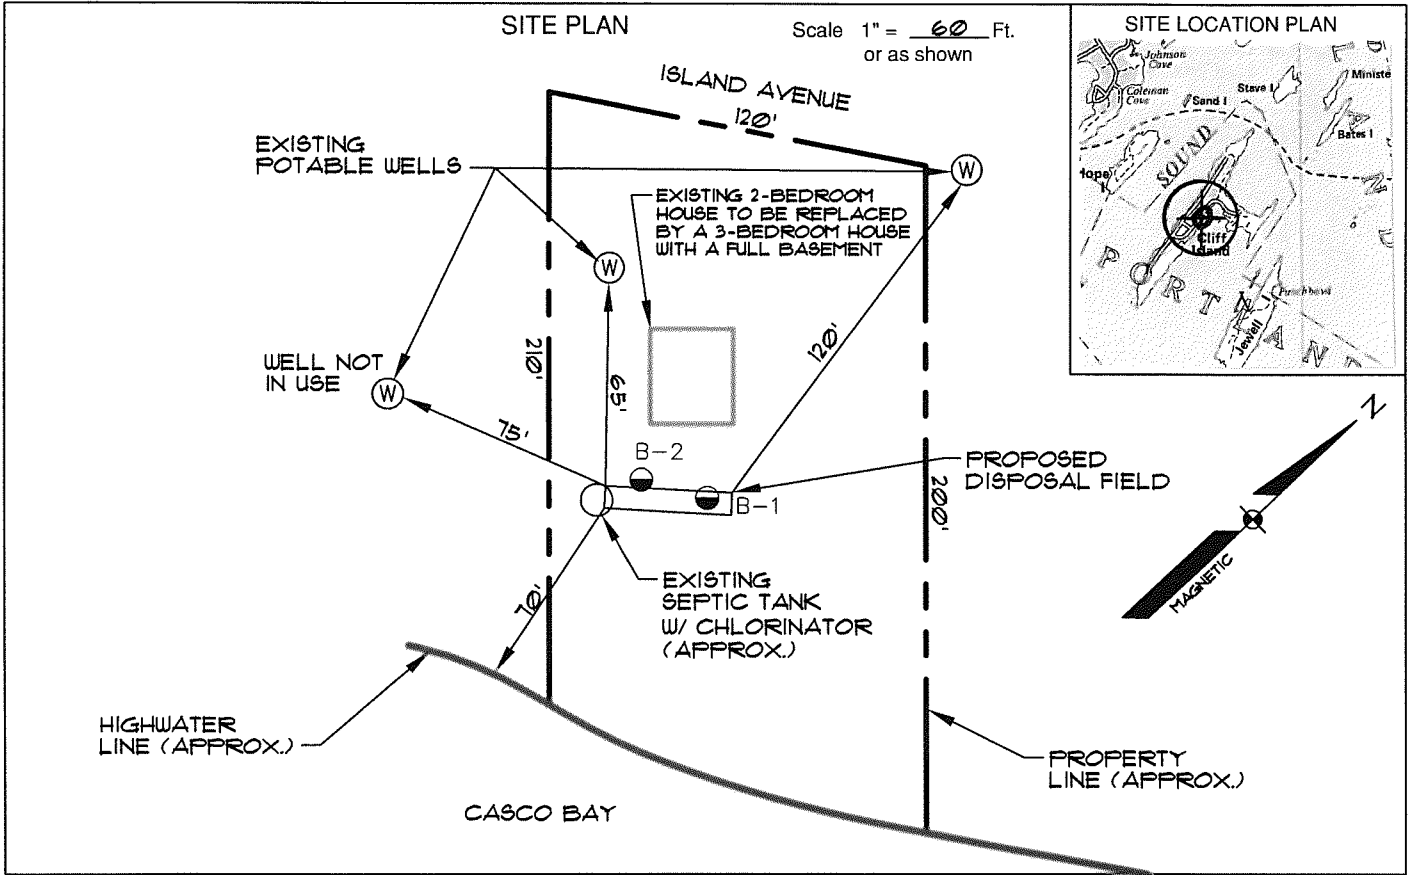 SITE PLAN
Scale 1" = 60 Ft.
or as shown
SITE LOCATION PLAN
ISLAND AVENUE
120'
EXISTING
POTABLE WELLS
W
EXISTING 2-BEDROOM
HOUSE TO BE REPLACED
BY A 3-BEDROOM HOUSE
WITH A FULL BASEMENT
W
WELL NOT
IN USE
W
210'
65'
120'
75'
B-2
B-1
PROPOSED
DISPOSAL FIELD
200'
EXISTING
SEPTIC TANK
W/ CHLORINATOR
(APPROX.)
70'
HIGHWATER
LINE (APPROX.)
PROPERTY
LINE (APPROX.)
CASCO BAY
N
MAGNETIC
Johnson
Cove
Coleman
Cove
Sand I
Stave I
Ministe
Bates I
SOUND
Hope
I
Cliff
Island
PORTLAND
Jewell